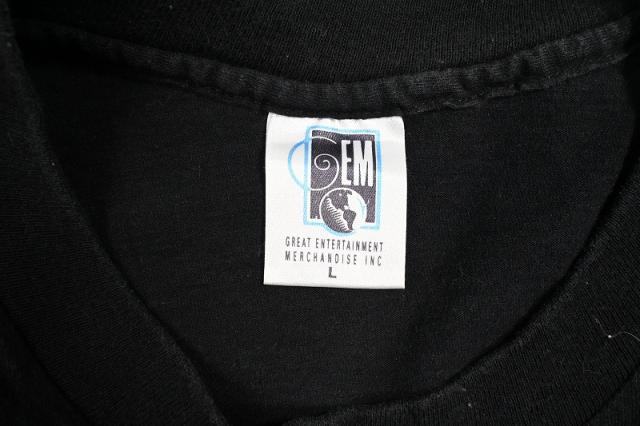 GEM
GREAT ENTERTAINMENT
MERCHANDISE INC
L